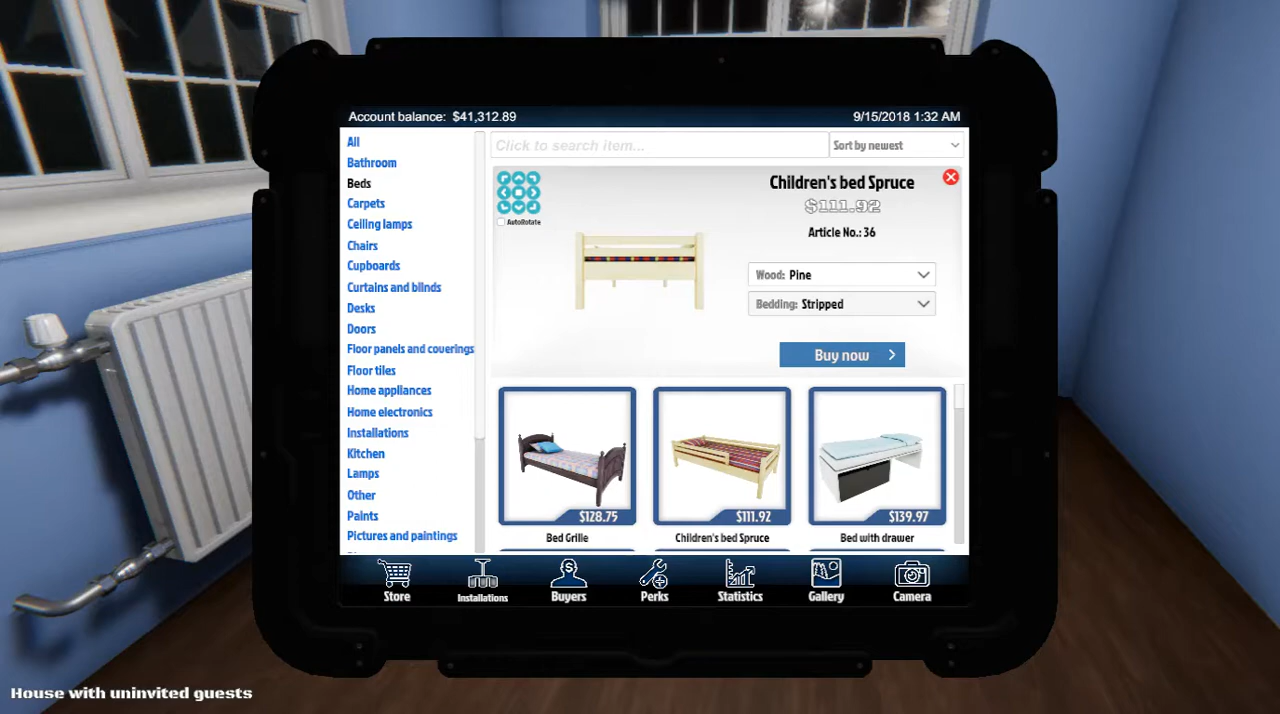 Account balance: $41,312.89
9/15/2018 1:32 AM
All
Bathroom
Beds
Carpets
Ceiling lamps
Chairs
Cupboards
Curtains and blinds
Desks
Doors
Floor panels and coverings
Floor tiles
Home appliances
Home electronics
Installations
Kitchen
Lamps
Other
Paints
Pictures and paintings
Click to search item...
Sort by newest
AutoRotate
Children's bed Spruce
$111.92
Article No.: 36
Wood: Pine
Bedding: Stripped
Buy now
$128.75
$111.92
$139.97
Bed Grille
Children's bed Spruce
Bed with drawer
Store
Installations
Buyers
Perks
Statistics
Gallery
Camera
House with uninvited guests